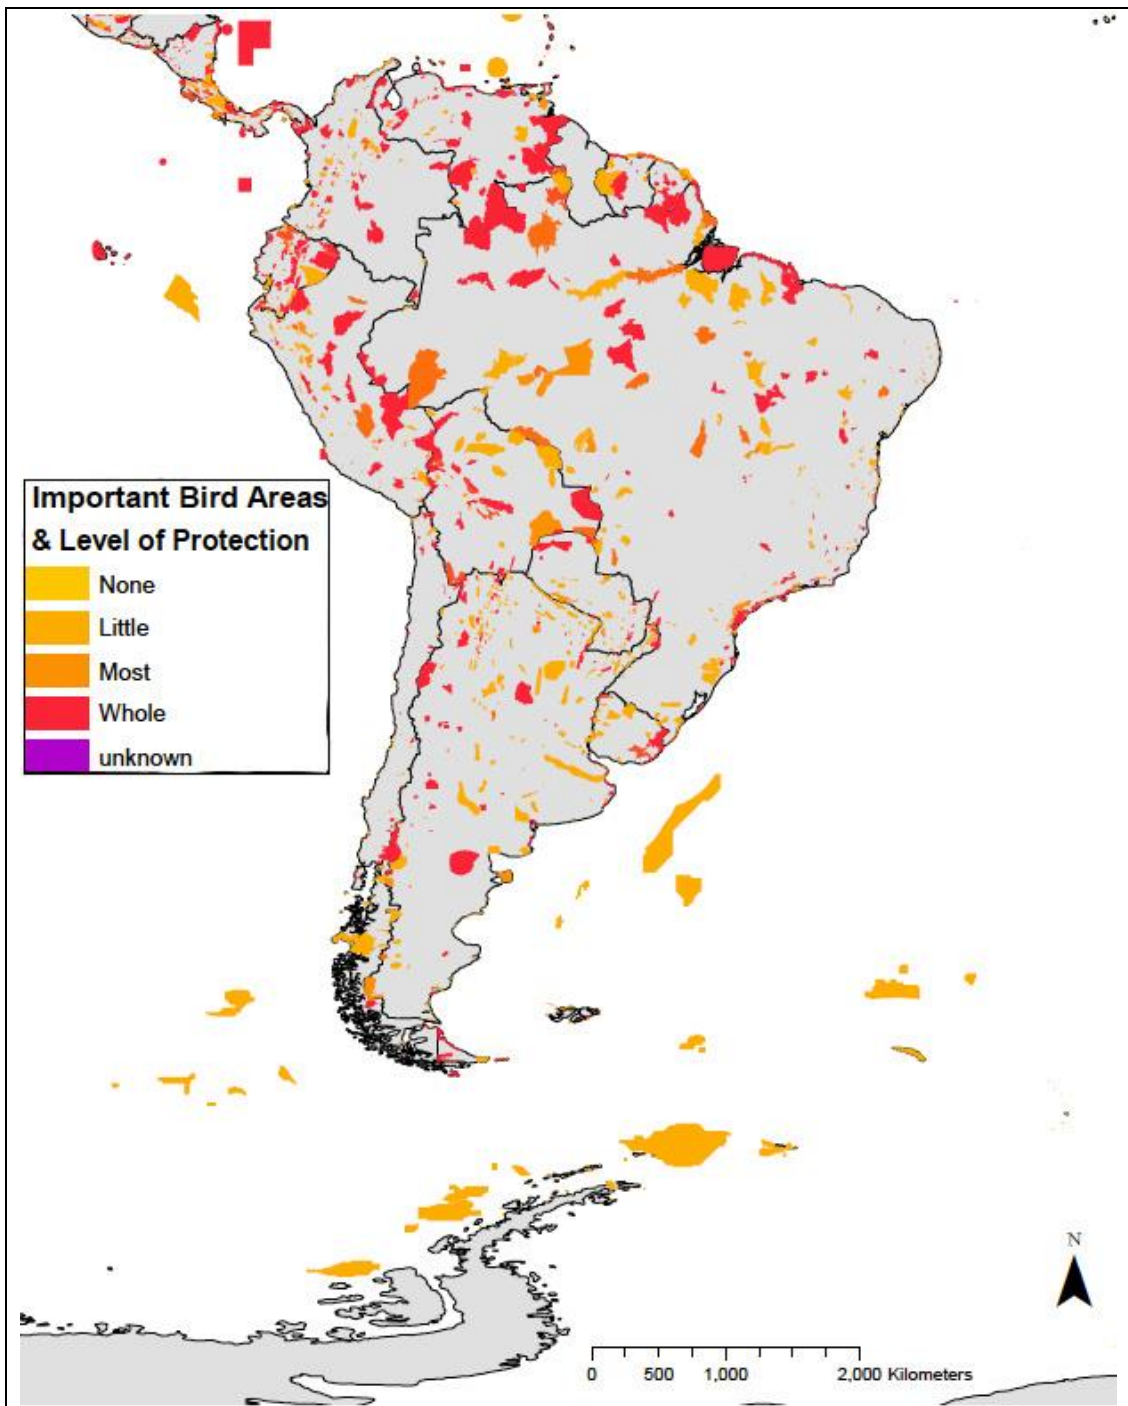 Important Bird Areas
& Level of Protection
None
Little
Most
Whole
unknown
N
0 500 1,000 2,000 Kilometers